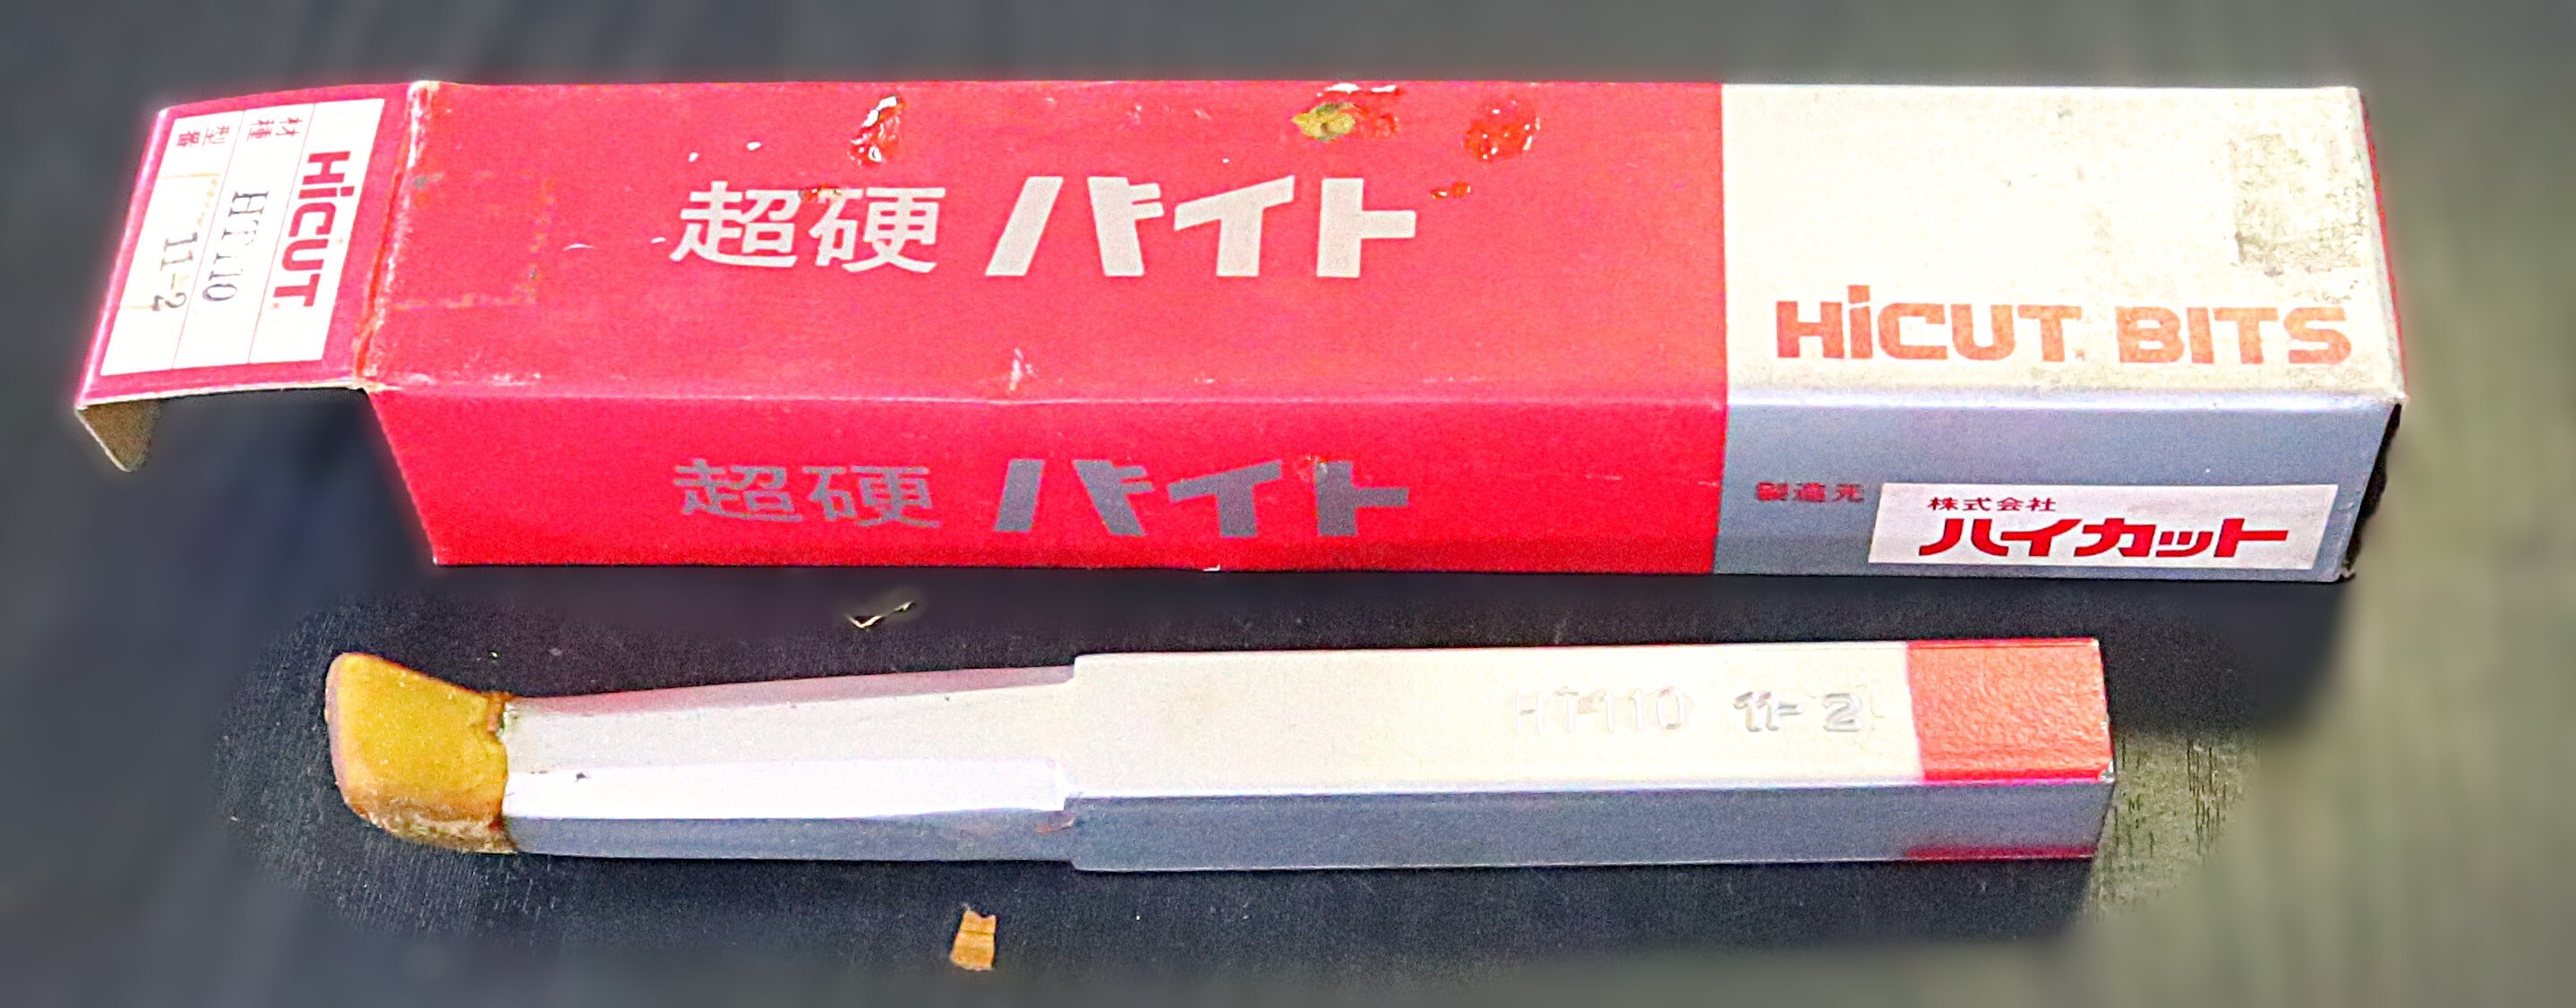 HiCUT
材種 HT110
型番 11-2
超硬バイト
HiCUT BITS
超硬バイト
製造元
株式会社
ハイカット
HT110 11-2